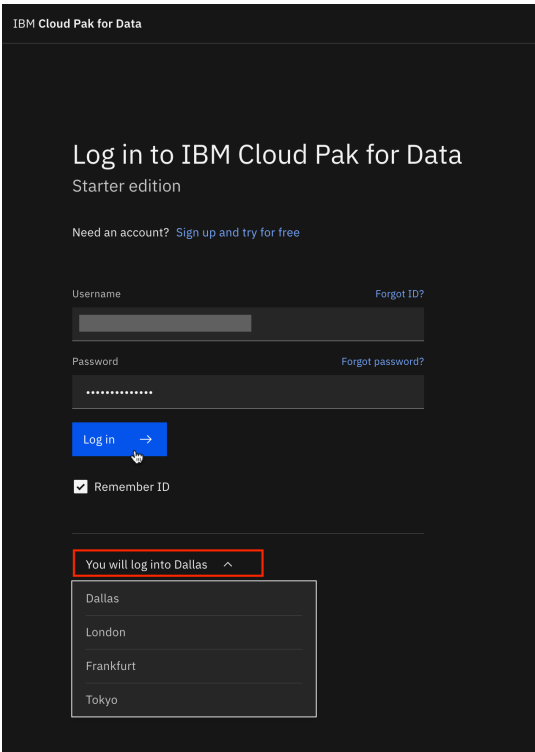 IBM Cloud Pak for Data
Log in to IBM Cloud Pak for Data
Starter edition
Need an account? Sign up and try for free
Username Forgot ID?
Password Forgot password?
••••••••••••••
Log in →
Remember ID
You will log into Dallas
Dallas
London
Frankfurt
Tokyo